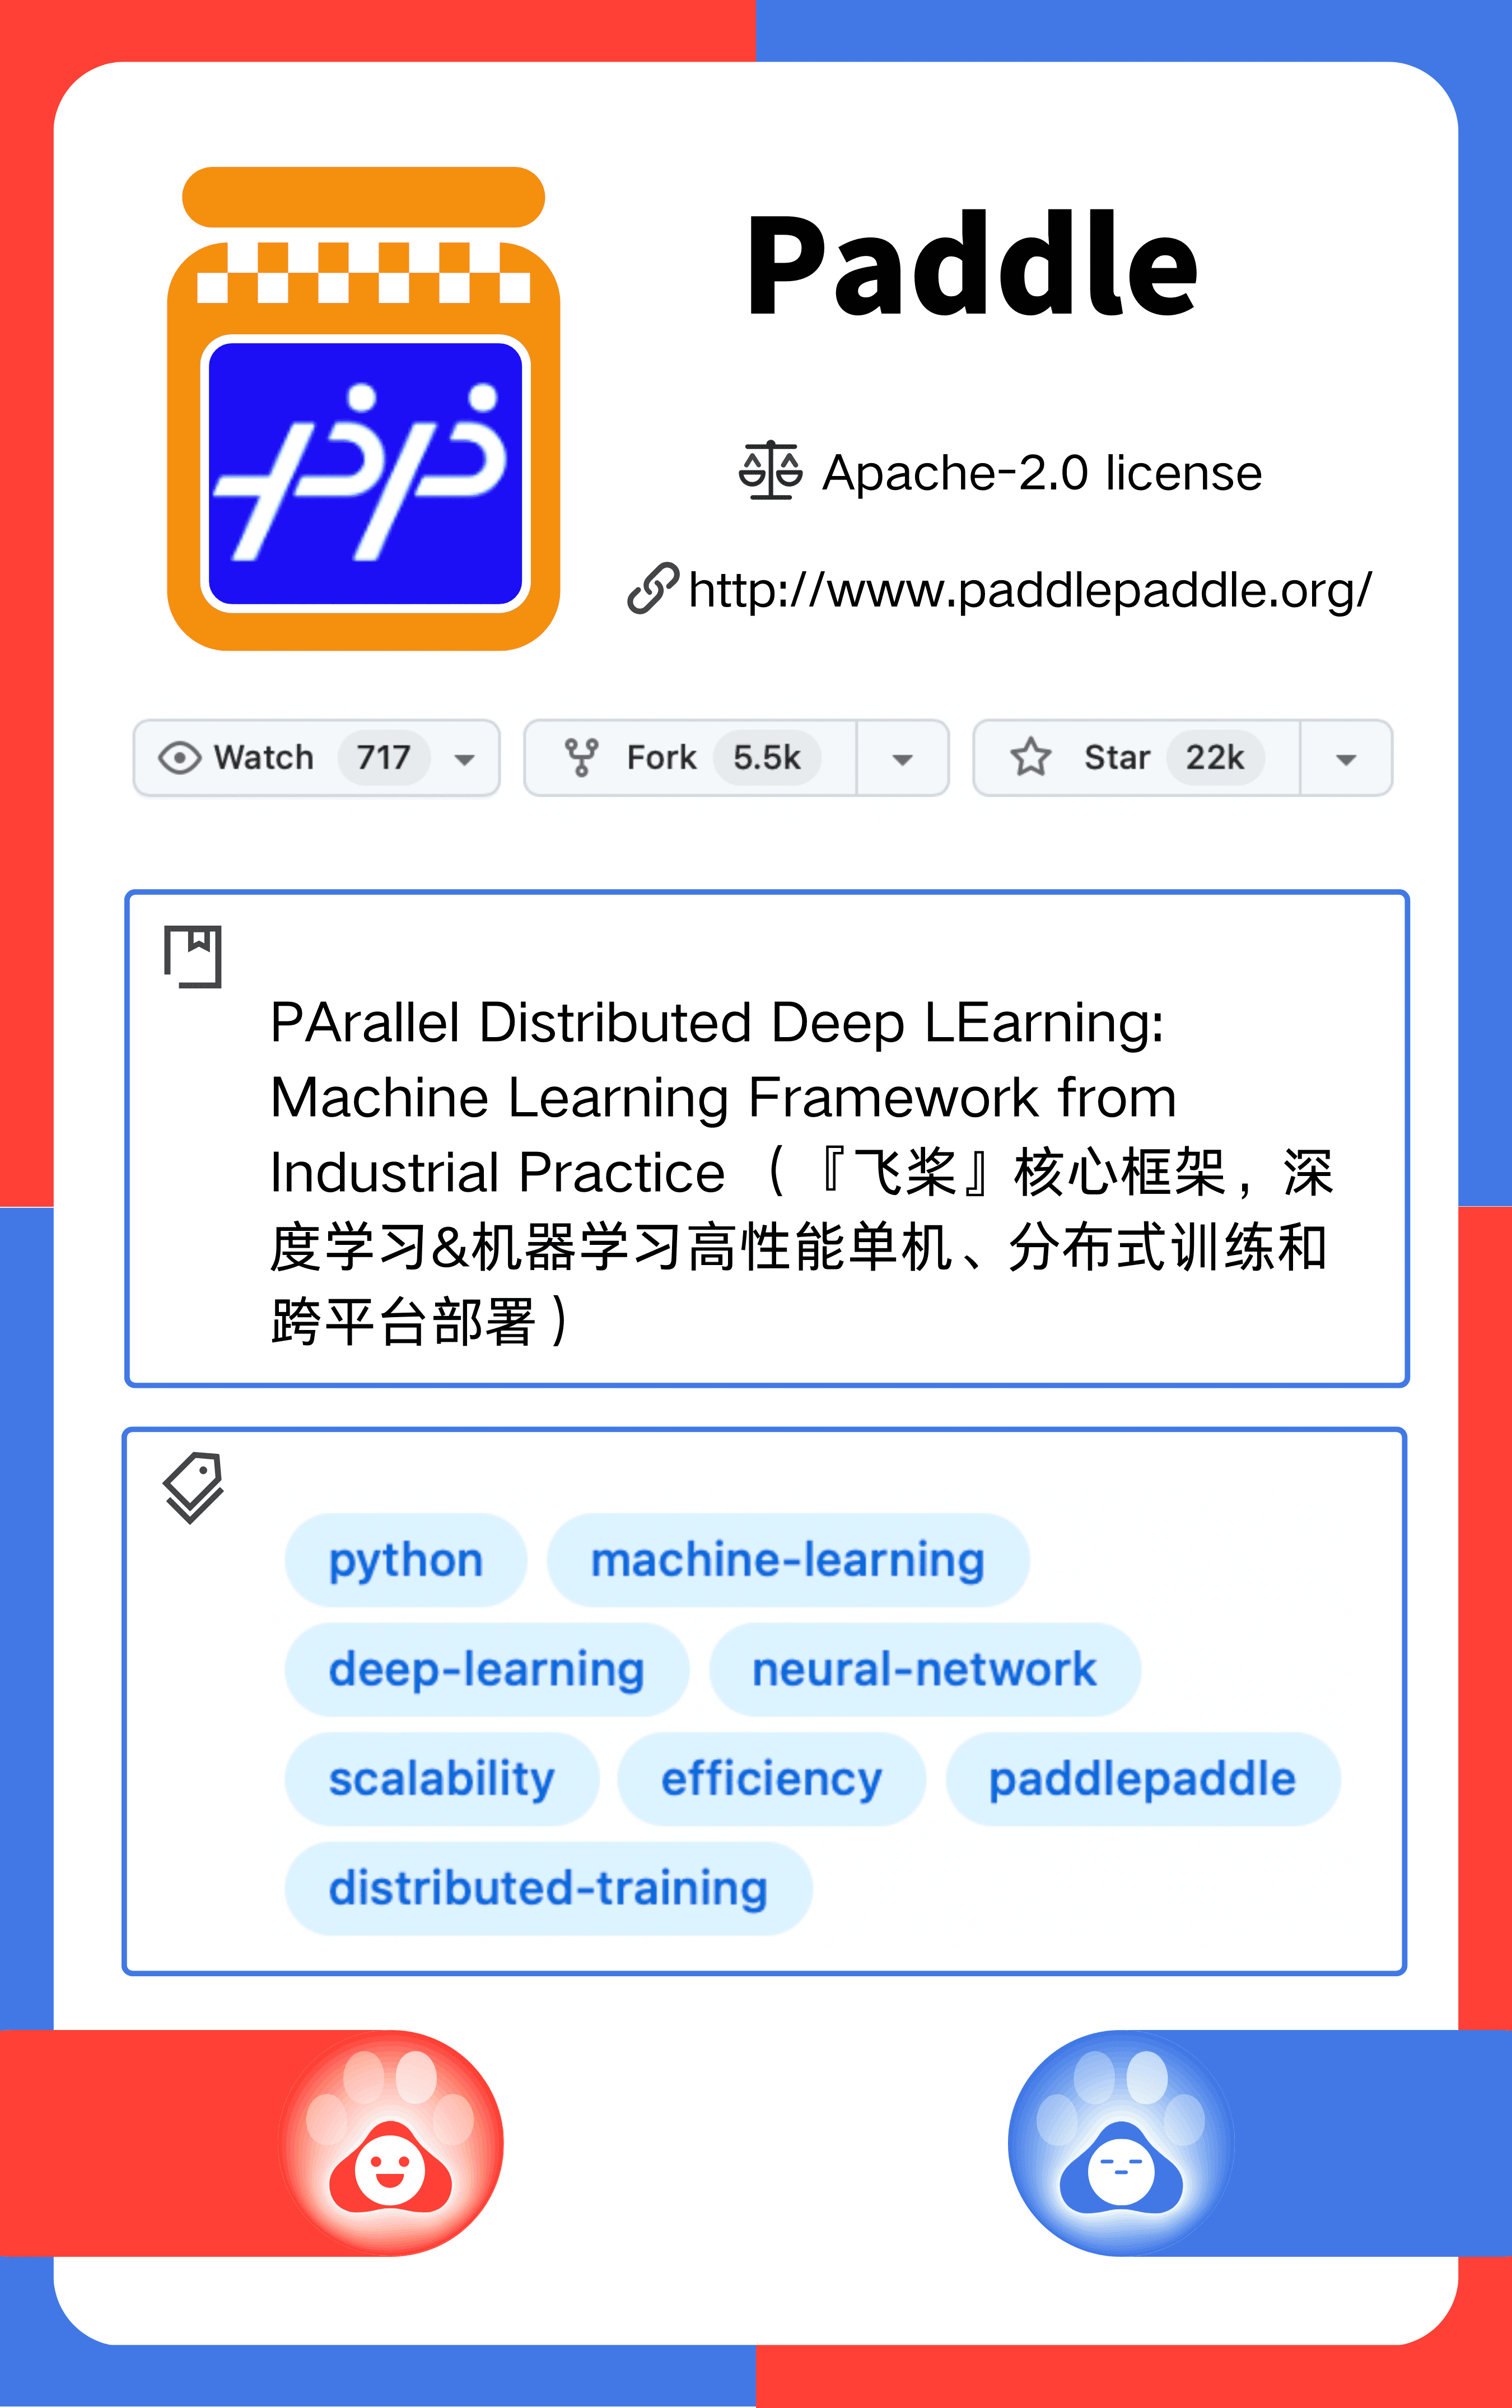 Paddle
Apache-2.0 license
http://www.paddlepaddle.org/
Watch 717
Fork 5.5k
Star 22k
PArallel Distributed Deep LEarning:
Machine Learning Framework from
Industrial Practice （『飞桨』核心框架，深
度学习&机器学习高性能单机、分布式训练和
跨平台部署）
python machine-learning
deep-learning neural-network
scalability efficiency paddlepaddle
distributed-training